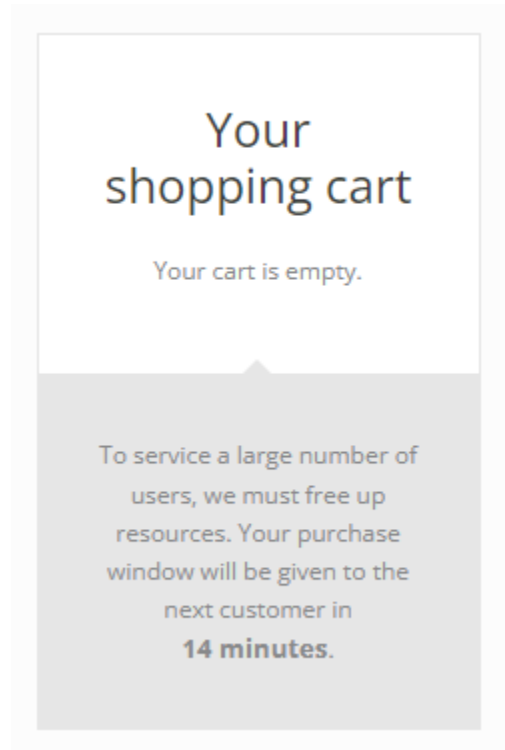 Your
shopping cart
Your cart is empty.
To service a large number of
users, we must free up
resources. Your purchase
window will be given to the
next customer in
14 minutes.